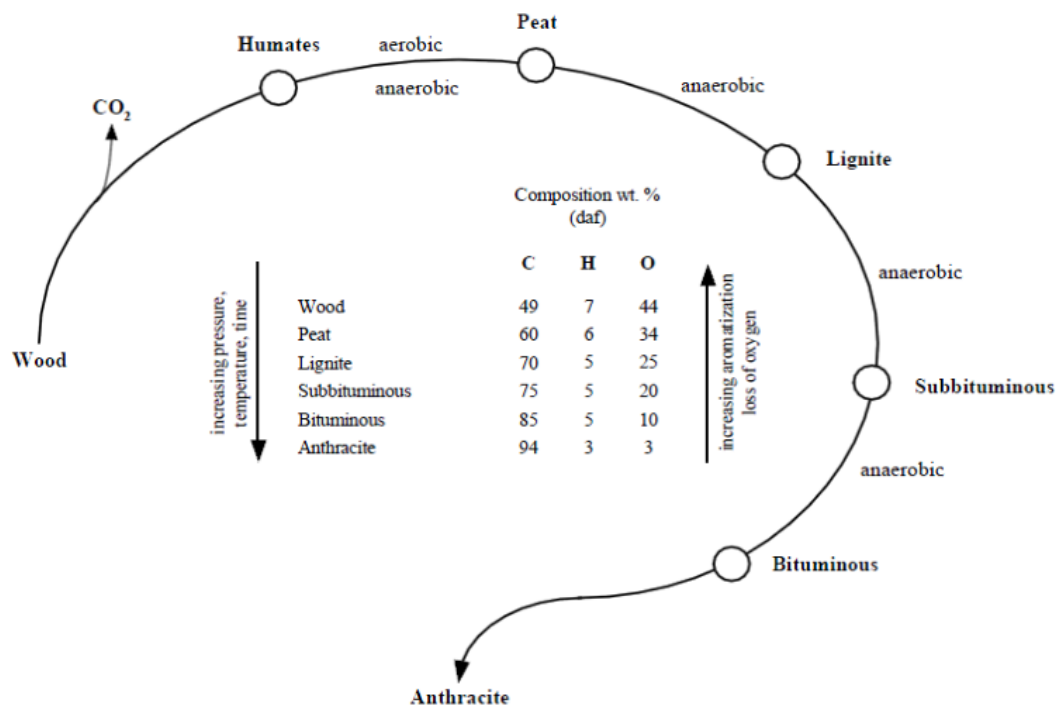 Peat
Humates
aerobic
anaerobic
anaerobic
CO₂
Lignite
Composition wt. %
(daf)
anaerobic
C H O
Wood 49 7 44
Peat 60 6 34
Lignite 70 5 25
Subbituminous 75 5 20
Bituminous 85 5 10
Anthracite 94 3 3
increasing pressure,
temperature, time
increasing aromatization
loss of oxygen
Wood
Subbituminous
anaerobic
Bituminous
Anthracite